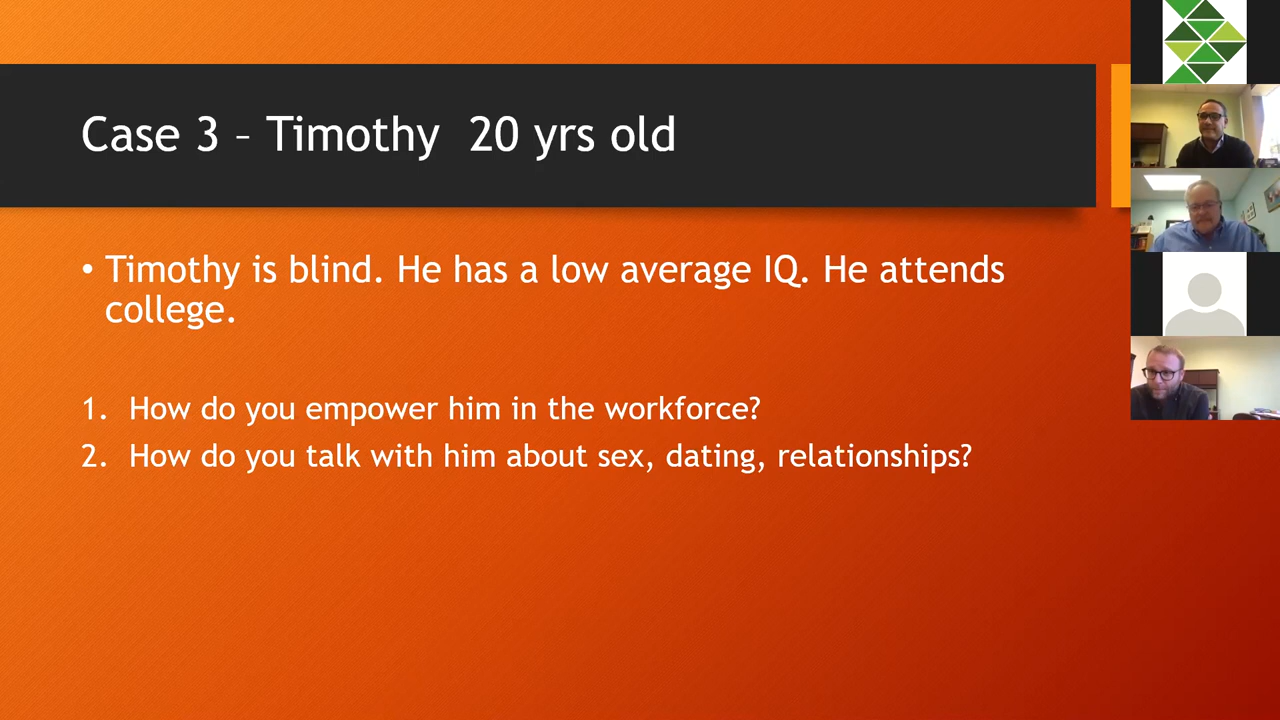 Case 3 – Timothy  20 yrs old
• Timothy is blind. He has a low average IQ. He attends
college.
1. How do you empower him in the workforce?
2. How do you talk with him about sex, dating, relationships?